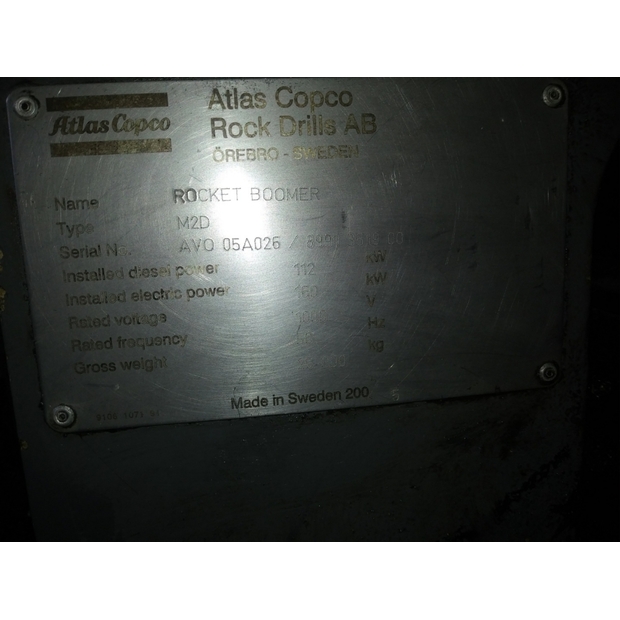 Atlas Copco
Atlas Copco
Rock Drills AB
ÖREBRO - SWEDEN
Name ROCKET BOOMER
Type M2D
Serial No. AVO 05A026 /
Installed diesel power 112 kW
Installed electric power kW
Rated voltage 1000 V
Rated frequency Hz
Gross weight kg
Made in Sweden 200